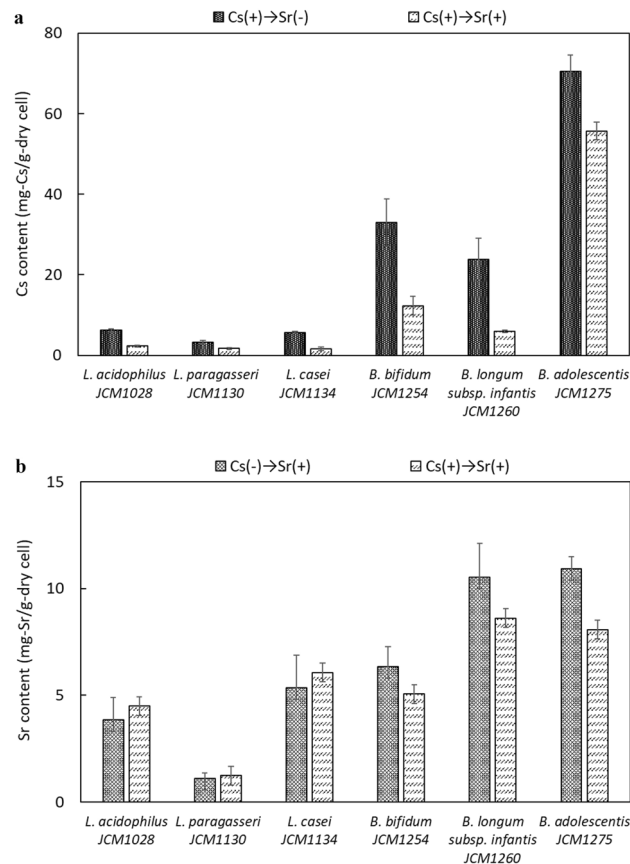 a
Cs(+)→Sr(-) Cs(+)→Sr(+)
Cs content (mg-Cs/g-dry cell)
80
60
40
20
0
L. acidophilus L. paragasseri L. casei B. bifidum B. longum B. adolescentis
JCM1028 JCM1130 JCM1134 JCM1254 subsp. infantis JCM1275
JCM1260
b
Cs(-)→Sr(+) Cs(+)→Sr(+)
Sr content (mg-Sr/g-dry cell)
15
10
5
0
L. acidophilus L. paragasseri L. casei B. bifidum B. longum B. adolescentis
JCM1028 JCM1130 JCM1134 JCM1254 subsp. infantis JCM1275
JCM1260